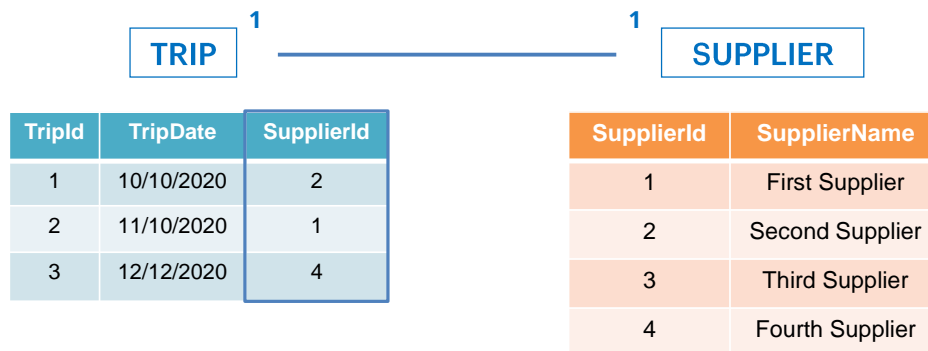 1 1
TRIP SUPPLIER
TripId TripDate SupplierId
1 10/10/2020 2
2 11/10/2020 1
3 12/12/2020 4
SupplierId SupplierName
1 First Supplier
2 Second Supplier
3 Third Supplier
4 Fourth Supplier